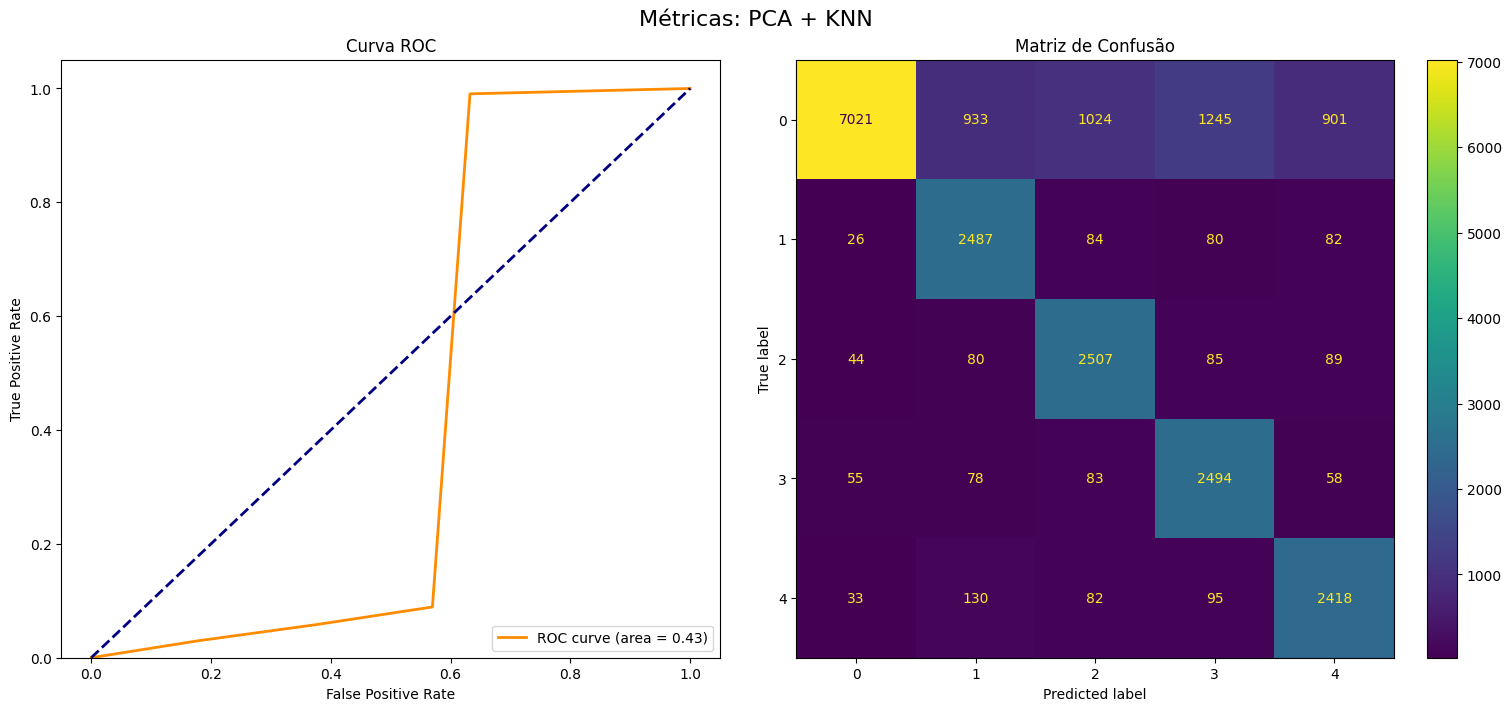 Métricas: PCA + KNN
Curva ROC
1.0
0.8
0.6
0.4
0.2
0.0
True Positive Rate
0.0 0.2 0.4 0.6 0.8 1.0
False Positive Rate
ROC curve (area = 0.43)
Matriz de Confusão
True label
0 7021 933 1024 1245 901
1 26 2487 84 80 82
2 44 80 2507 85 89
3 55 78 83 2494 58
4 33 130 82 95 2418
0 1 2 3 4
Predicted label
7000
6000
5000
4000
3000
2000
1000